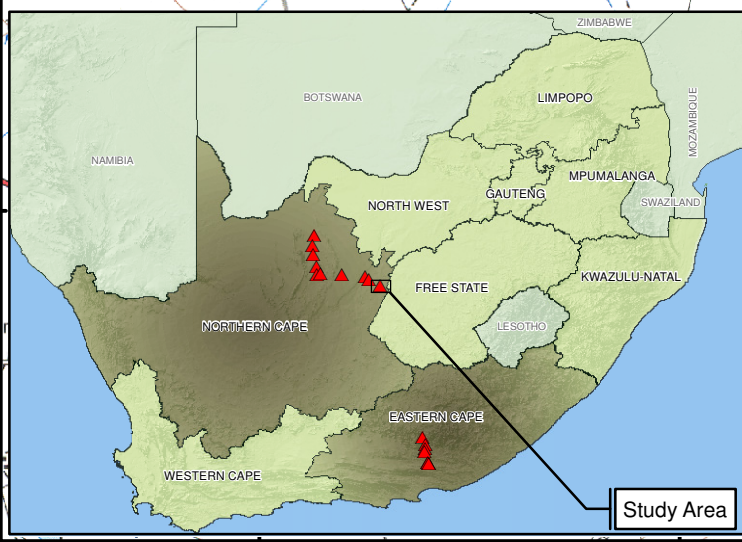 ZIMBABWE
BOTSWANA
LIMPOPO
MOZAMBIQUE
NAMIBIA
MPUMALANGA
GAUTENG
NORTH WEST
SWAZILAND
KWAZULU-NATAL
FREE STATE
NORTHERN CAPE
LESOTHO
EASTERN CAPE
WESTERN CAPE
Study Area